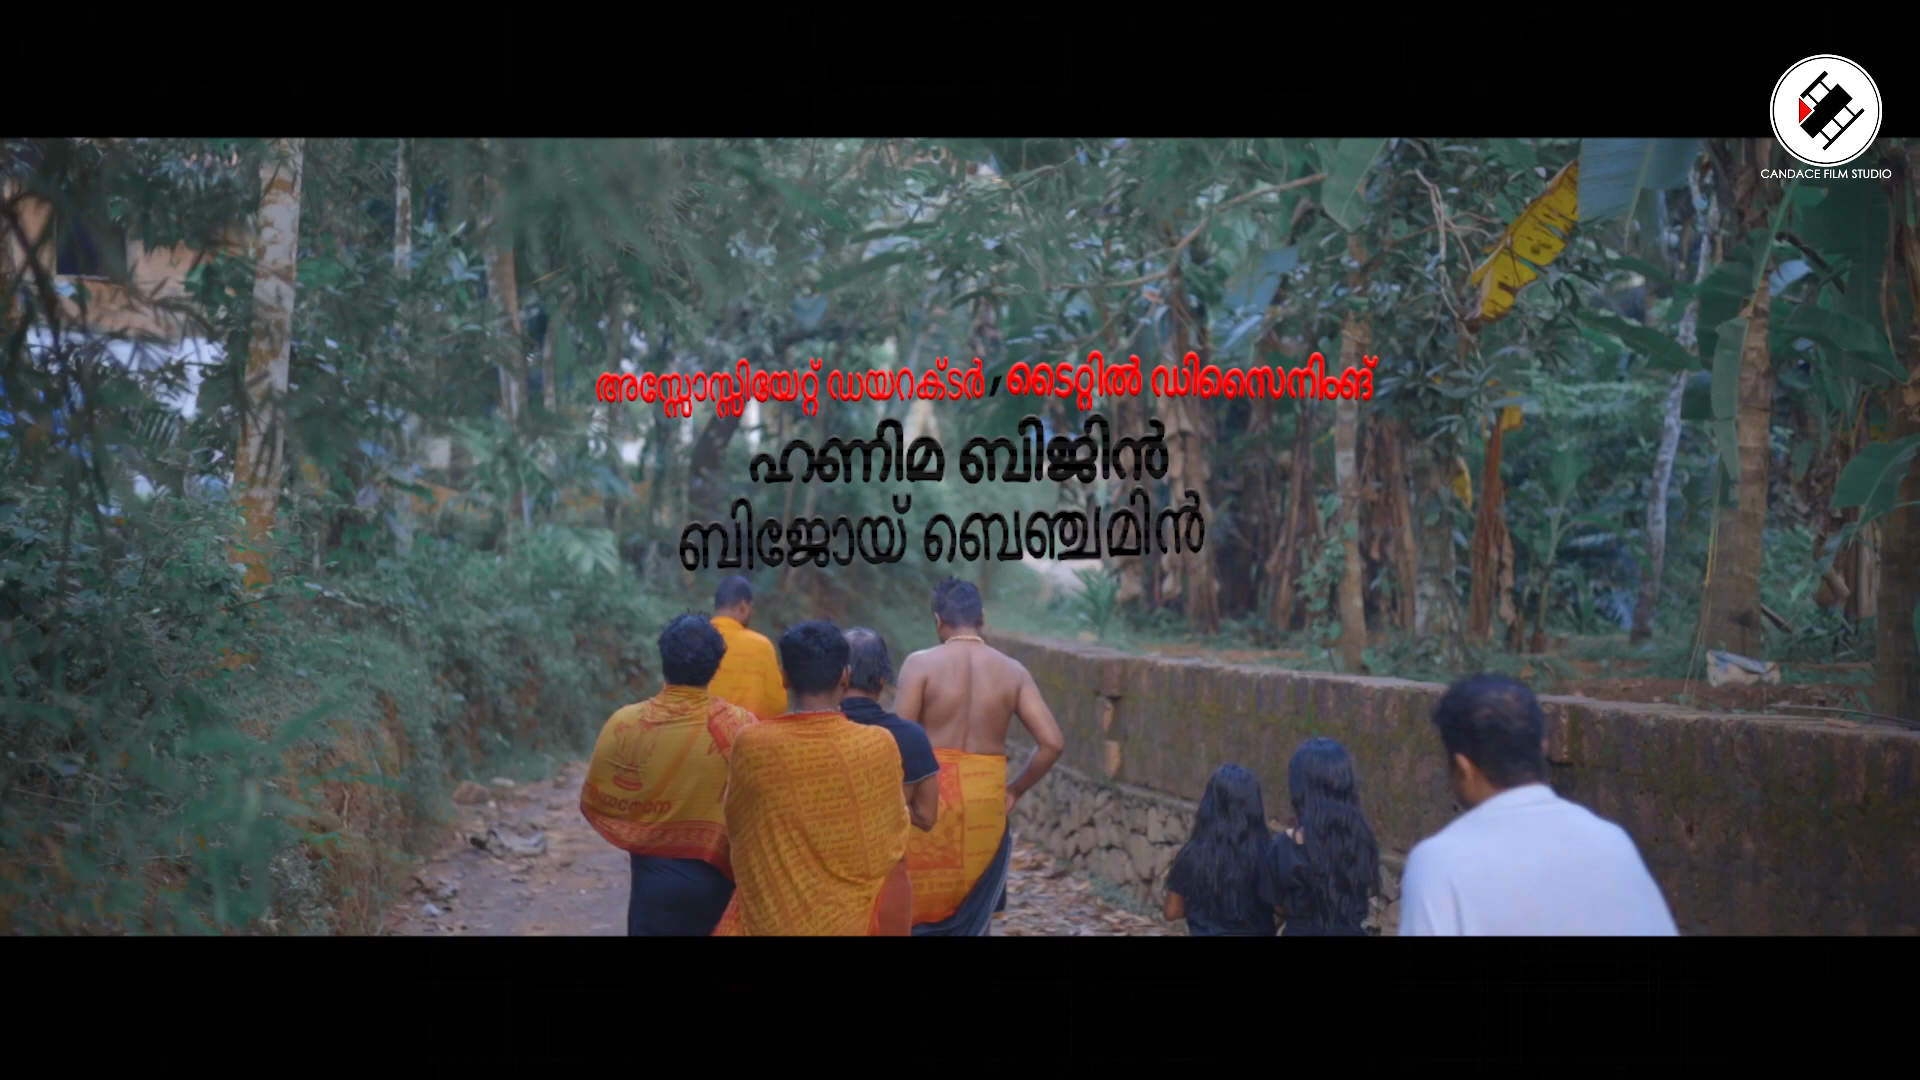 CANDACE FILM STUDIO
അസ്സോസ്സിയേറ്റ് ഡയറക്ടർ, ടൈറ്റിൽ ഡിസൈനിംങ്
ഹണിമ ബിജിൻ
ബിജോയ് ബെഞ്ചമിൻ